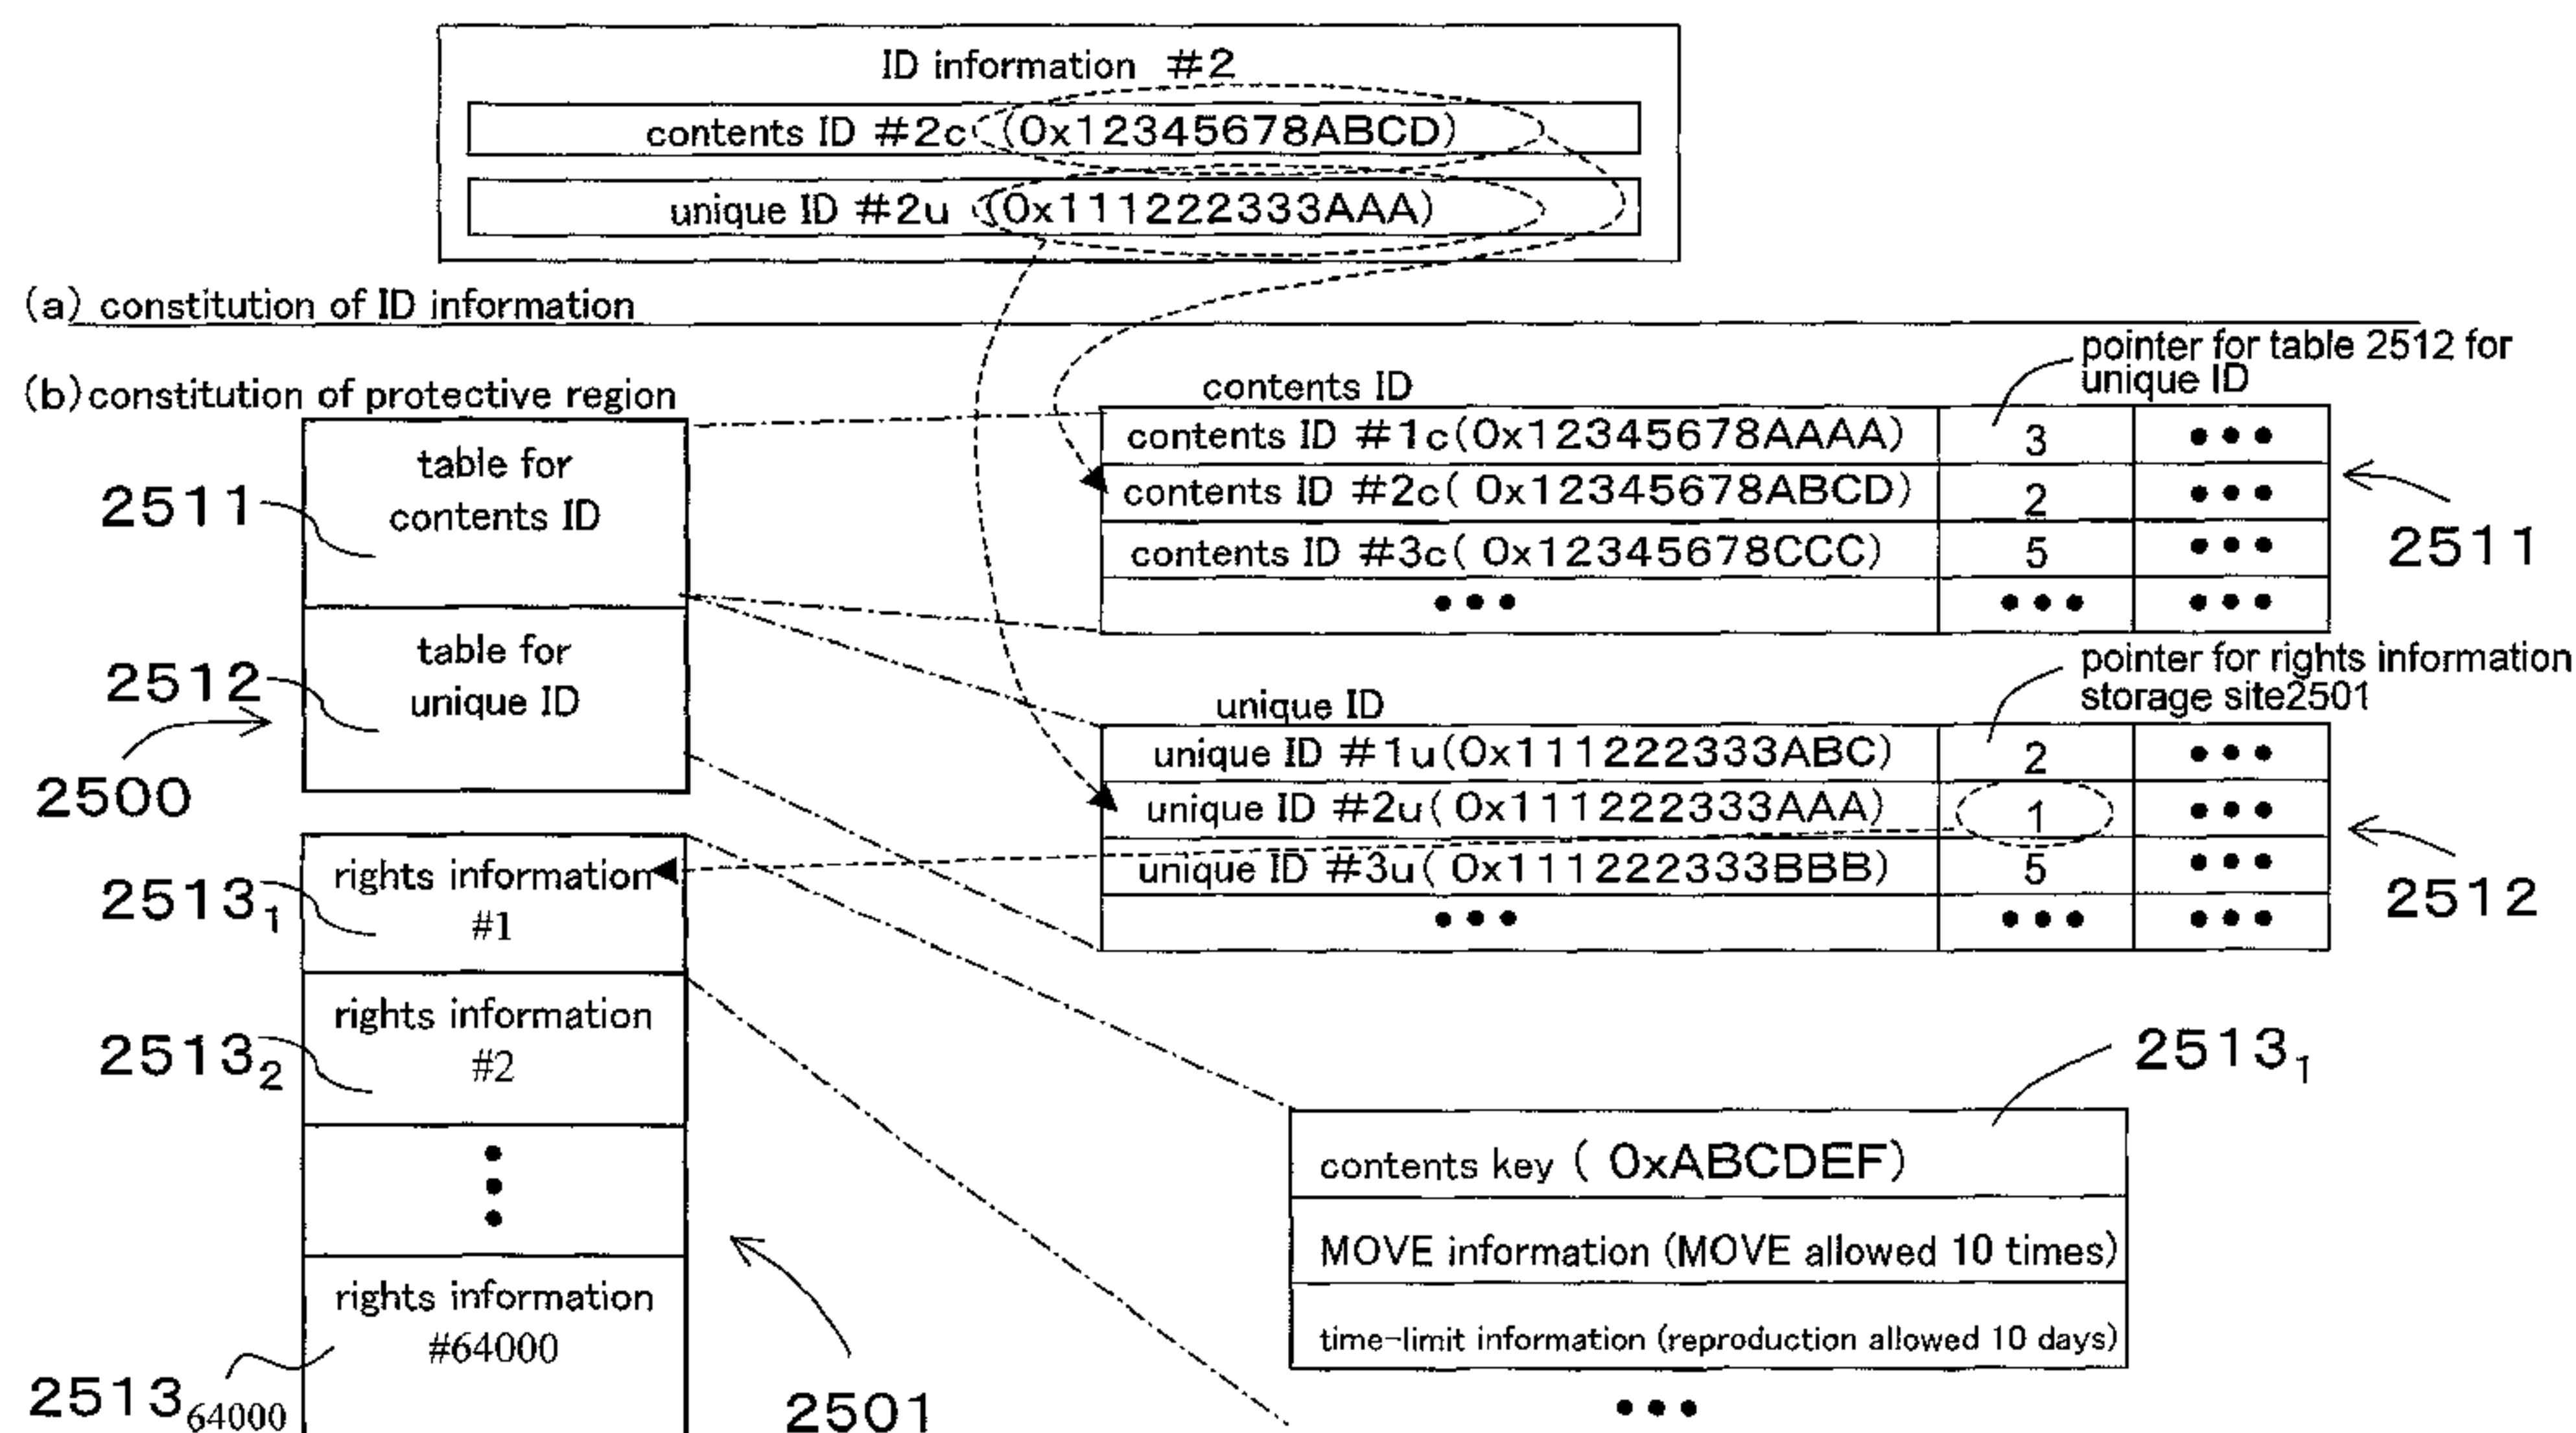 ID information #2
contents ID #2c (0x12345678ABCD)
unique ID #2u (0x111222333AAA)
(a) constitution of ID information
(b)constitution of protective region
table for
contents ID
2511
table for
unique ID
2512
2500
contents ID
pointer for table 2512 for
unique ID
contents ID #1c(0x12345678AAAA) 3 •••
contents ID #2c( 0x12345678ABCD) 2 •••
contents ID #3c( 0x12345678CCC) 5 •••
••• ••• •••
2511
unique ID
pointer for rights information
storage site2501
unique ID #1u(0x111222333ABC) 2 •••
unique ID #2u( 0x111222333AAA) 1 •••
unique ID #3u( 0x111222333BBB) 5 •••
••• ••• •••
2512
rights information
#1
2513₁
rights information
#2
2513₂
rights information
#64000
2513₆₄₀₀₀
2501
2513₁
contents key ( 0xABCDEF)
MOVE information (MOVE allowed 10 times)
time-limit information (reproduction allowed 10 days)
•••